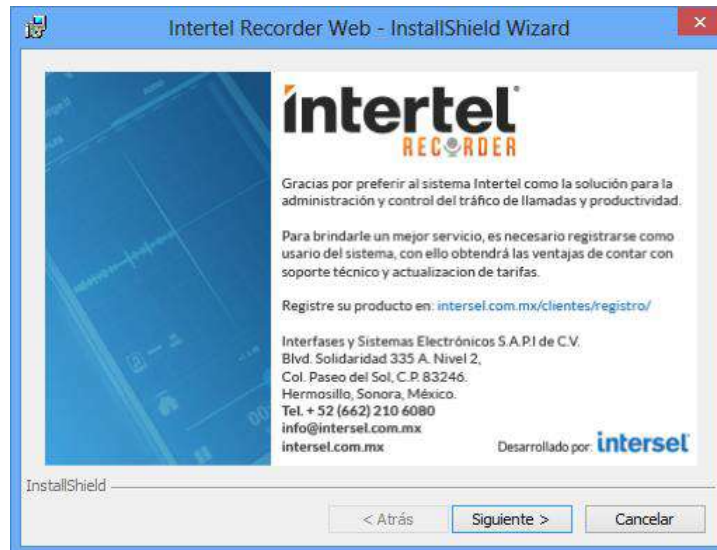 Intertel Recorder Web - InstallShield Wizard
íntertel
RECORDER
Gracias por preferir al sistema Intertel como la solución para la
administración y control del tráfico de llamadas y productividad.
Para brindarle un mejor servicio, es necesario registrarse como
usario del sistema, con ello obtendrá las ventajas de contar con
soporte técnico y actualizacion de tarifas.
Registre su producto en: intersel.com.mx/clientes/registro/
Interfases y Sistemas Electrónicos S.A.P.I de C.V.
Blvd. Solidaridad 335 A. Nivel 2,
Col. Paseo del Sol, C.P. 83246.
Hermosillo, Sonora, México.
Tel. + 52 (662) 210 6080
info@intersel.com.mx
intersel.com.mx
Desarrollado por: intersel
InstallShield
< Atrás
Siguiente >
Cancelar